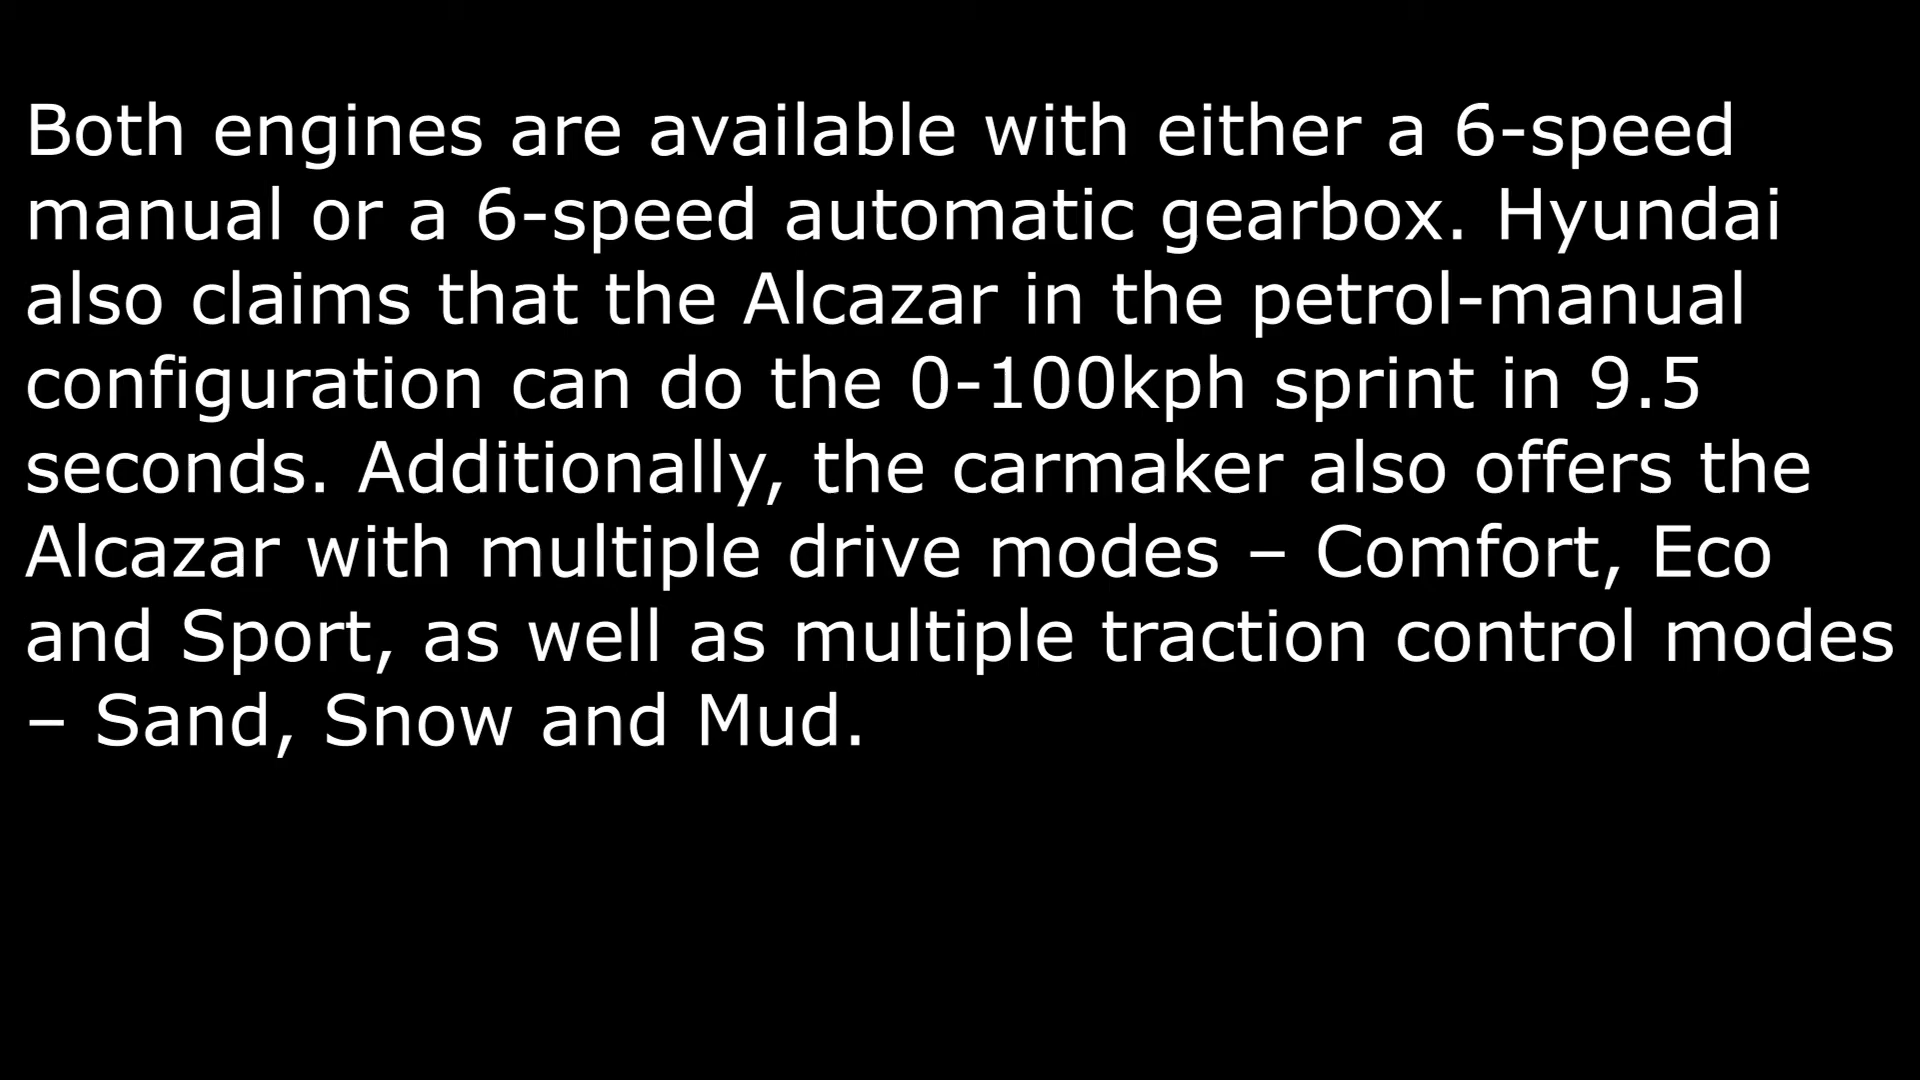 Both engines are available with either a 6-speed
manual or a 6-speed automatic gearbox. Hyundai
also claims that the Alcazar in the petrol-manual
configuration can do the 0-100kph sprint in 9.5
seconds. Additionally, the carmaker also offers the
Alcazar with multiple drive modes – Comfort, Eco
and Sport, as well as multiple traction control modes
– Sand, Snow and Mud.